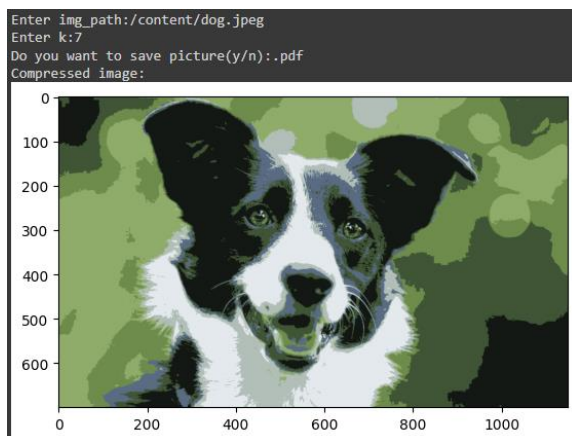 Enter img_path:/content/dog.jpeg
Enter k:7
Do you want to save picture(y/n):.pdf
Compressed image:
0
100
200
300
400
500
600
0 200 400 600 800 1000